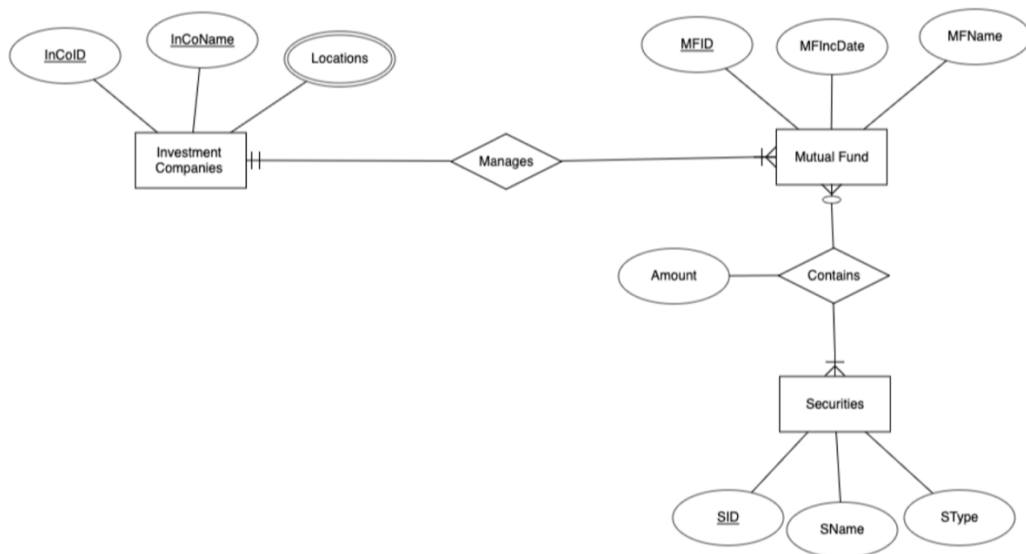 InCoID
InCoName
Locations
MFID
MFIncDate
MFName
Investment
Companies
Manages
Mutual Fund
Amount
Contains
Securities
SID
SName
SType